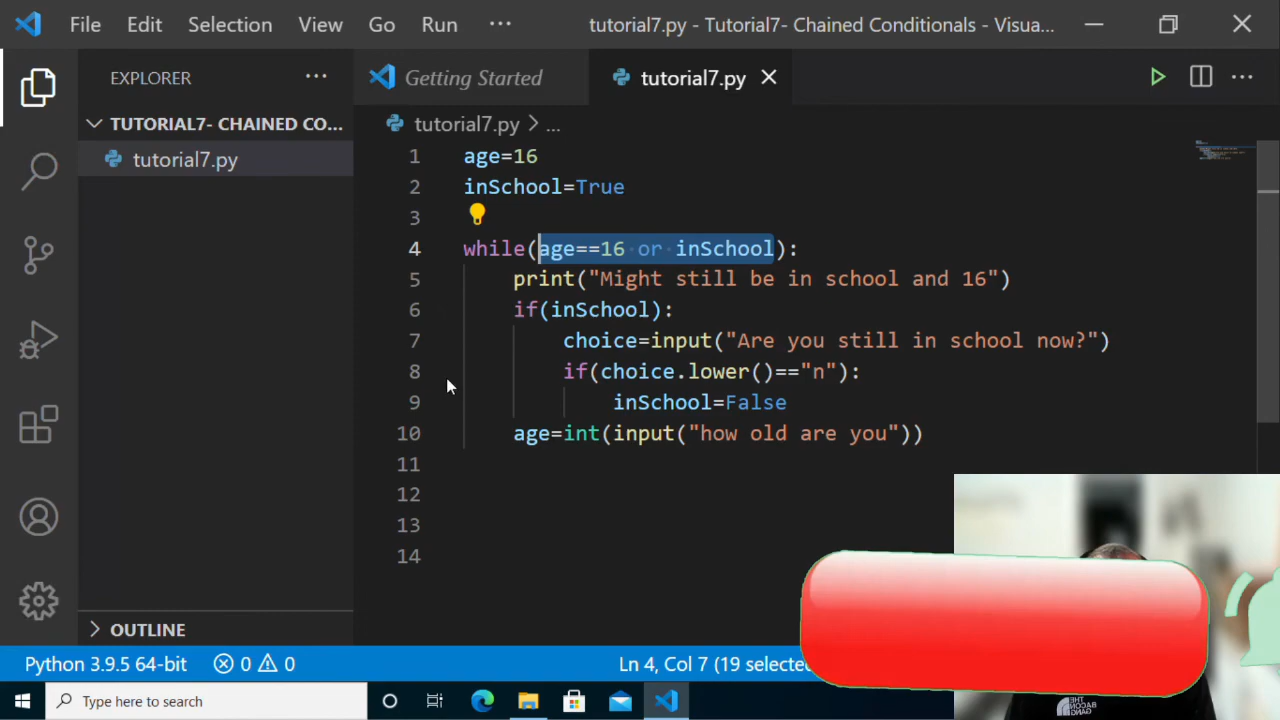 File Edit Selection View Go Run ··· tutorial7.py - Tutorial7- Chained Conditionals - Visua...
EXPLORER ···
Getting Started
tutorial7.py
TUTORIAL7- CHAINED CO...
tutorial7.py
tutorial7.py > ...
1 age=16
2 inSchool=True
3
4 while(age==16 or inSchool):
5 print("Might still be in school and 16")
6 if(inSchool):
7 choice=input("Are you still in school now?")
8 if(choice.lower()=="n"):
9 inSchool=False
10 age=int(input("how old are you"))
11
12
13
14
OUTLINE
Python 3.9.5 64-bit 0 0 Ln 4, Col 7 (19 selected
Type here to search
THE
BACON
GANG